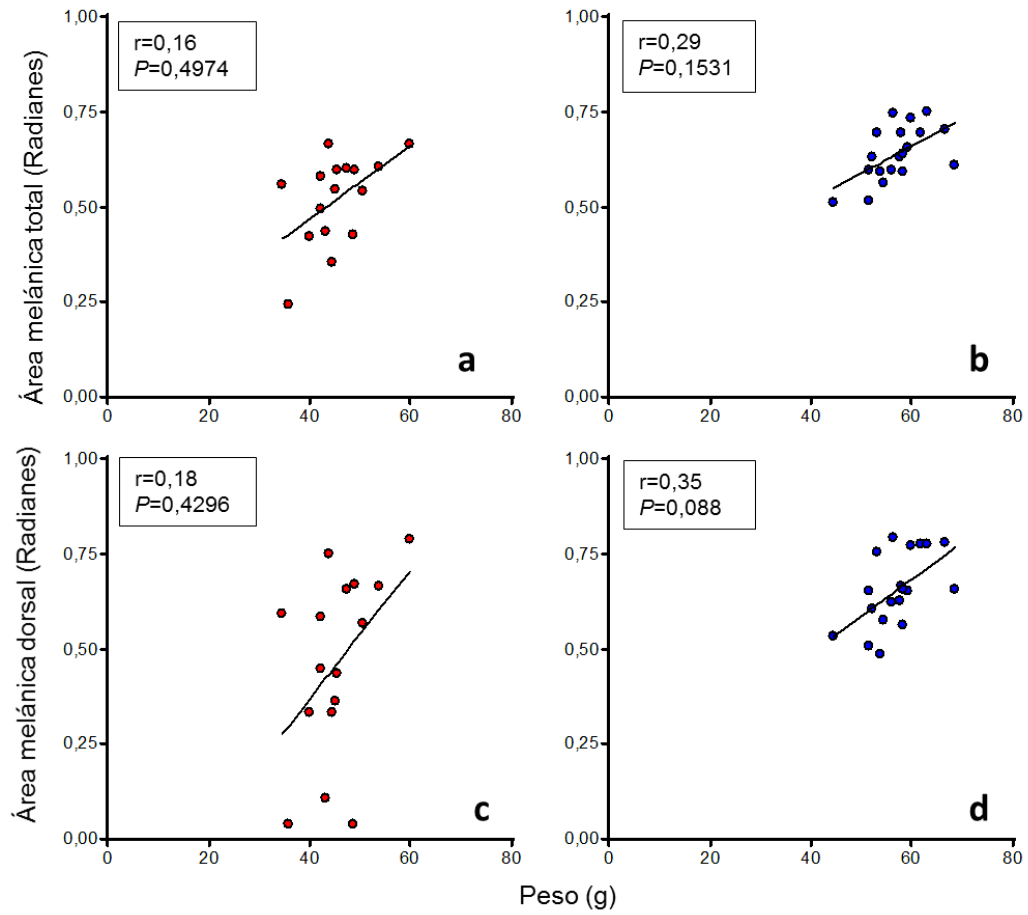 Área melánica total (Radianes)
1,00
0,75
0,50
0,25
0,00
r=0,16
P=0,4974
a
0 20 40 60 80
1,00
0,75
0,50
0,25
0,00
r=0,29
P=0,1531
b
0 20 40 60 80
Área melánica dorsal (Radianes)
1,00
0,75
0,50
0,25
0,00
r=0,18
P=0,4296
c
0 20 40 60 80
1,00
0,75
0,50
0,25
0,00
r=0,35
P=0,088
d
0 20 40 60 80
Peso (g)